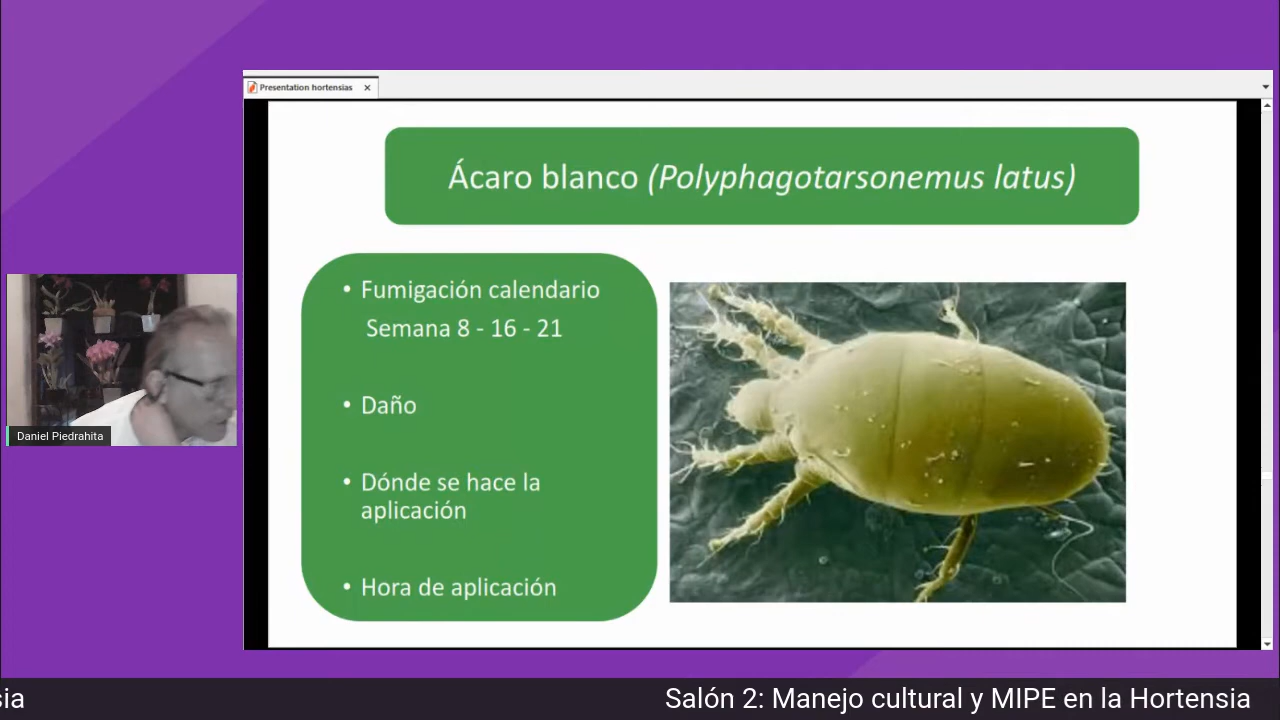 Presentation hortensias
Ácaro blanco (Polyphagotarsonemus latus)
• Fumigación calendario
Semana 8 - 16 - 21
• Daño
• Dónde se hace la
aplicación
• Hora de aplicación
Daniel Piedrahita
sia
Salón 2: Manejo cultural y MIPE en la Hortensia